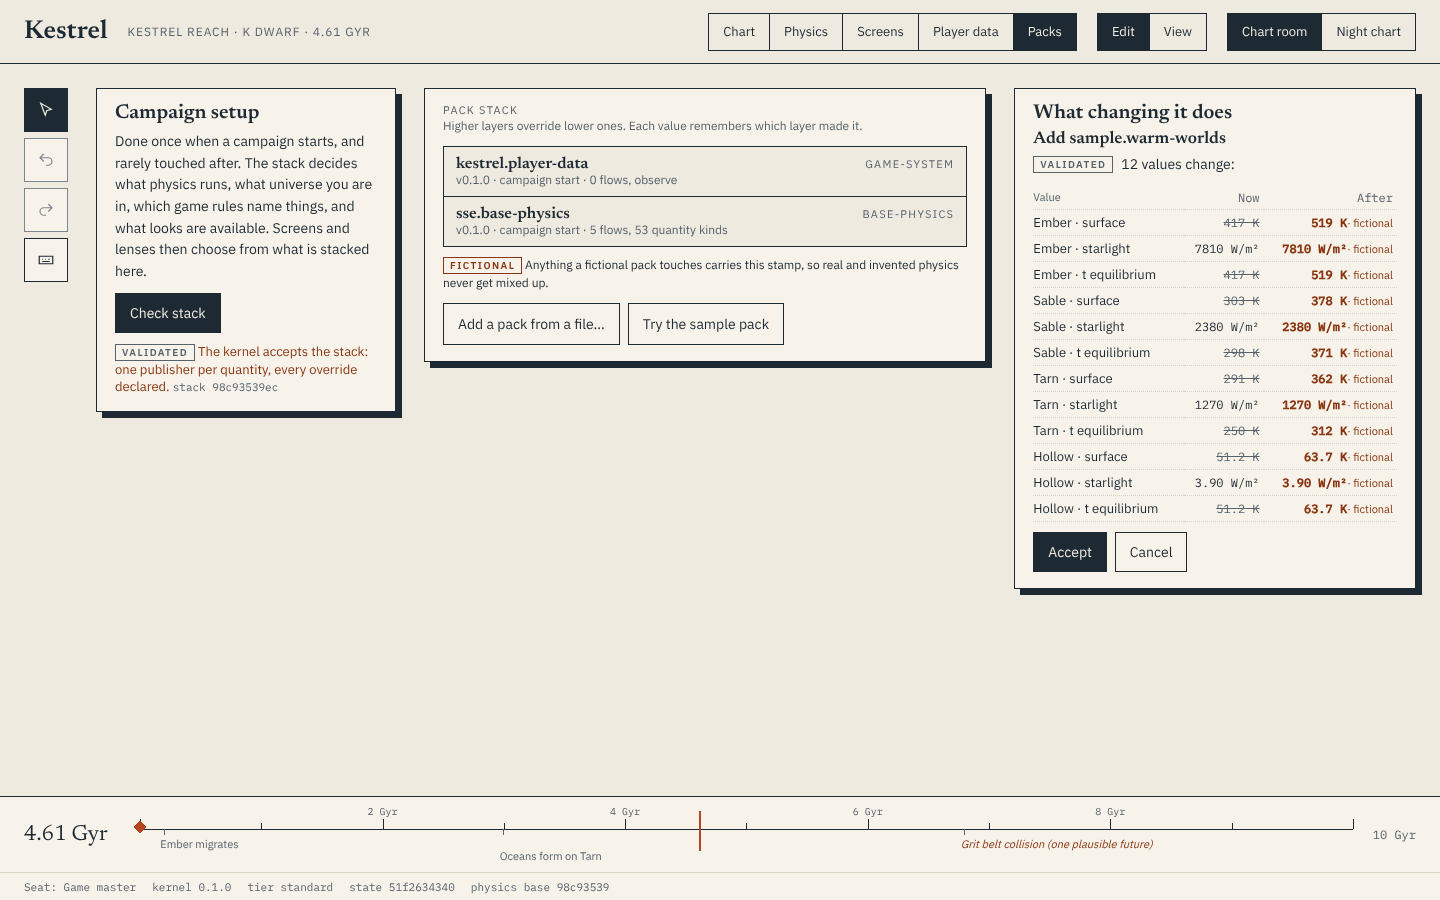 Kestrel
KESTREL REACH · K DWARF · 4.61 GYR
Chart Physics Screens Player data Packs
Edit View
Chart room Night chart
Campaign setup
Done once when a campaign starts, and
rarely touched after. The stack decides
what physics runs, what universe you are
in, which game rules name things, and
what looks are available. Screens and
lenses then choose from what is stacked
here.
Check stack
VALIDATED The kernel accepts the stack:
one publisher per quantity, every override
declared. stack 98c93539ec
PACK STACK
Higher layers override lower ones. Each value remembers which layer made it.
kestrel.player-data GAME-SYSTEM
v0.1.0 · campaign start · 0 flows, observe
sse.base-physics BASE-PHYSICS
v0.1.0 · campaign start · 5 flows, 53 quantity kinds
FICTIONAL Anything a fictional pack touches carries this stamp, so real and invented physics
never get mixed up.
Add a pack from a file... Try the sample pack
What changing it does
Add sample.warm-worlds
VALIDATED 12 values change:
Value Now After
Ember · surface 417 K 519 K · fictional
Ember · starlight 7810 W/m² 7810 W/m² · fictional
Ember · t equilibrium 417 K 519 K · fictional
Sable · surface 303 K 378 K · fictional
Sable · starlight 2380 W/m² 2380 W/m² · fictional
Sable · t equilibrium 298 K 371 K · fictional
Tarn · surface 291 K 362 K · fictional
Tarn · starlight 1270 W/m² 1270 W/m² · fictional
Tarn · t equilibrium 250 K 312 K · fictional
Hollow · surface 51.2 K 63.7 K · fictional
Hollow · starlight 3.90 W/m² 3.90 W/m² · fictional
Hollow · t equilibrium 51.2 K 63.7 K · fictional
Accept Cancel
4.61 Gyr
2 Gyr 4 Gyr 6 Gyr 8 Gyr
10 Gyr
Ember migrates
Oceans form on Tarn
Grit belt collision (one plausible future)
Seat: Game master kernel 0.1.0 tier standard state 51f2634340 physics base 98c93539